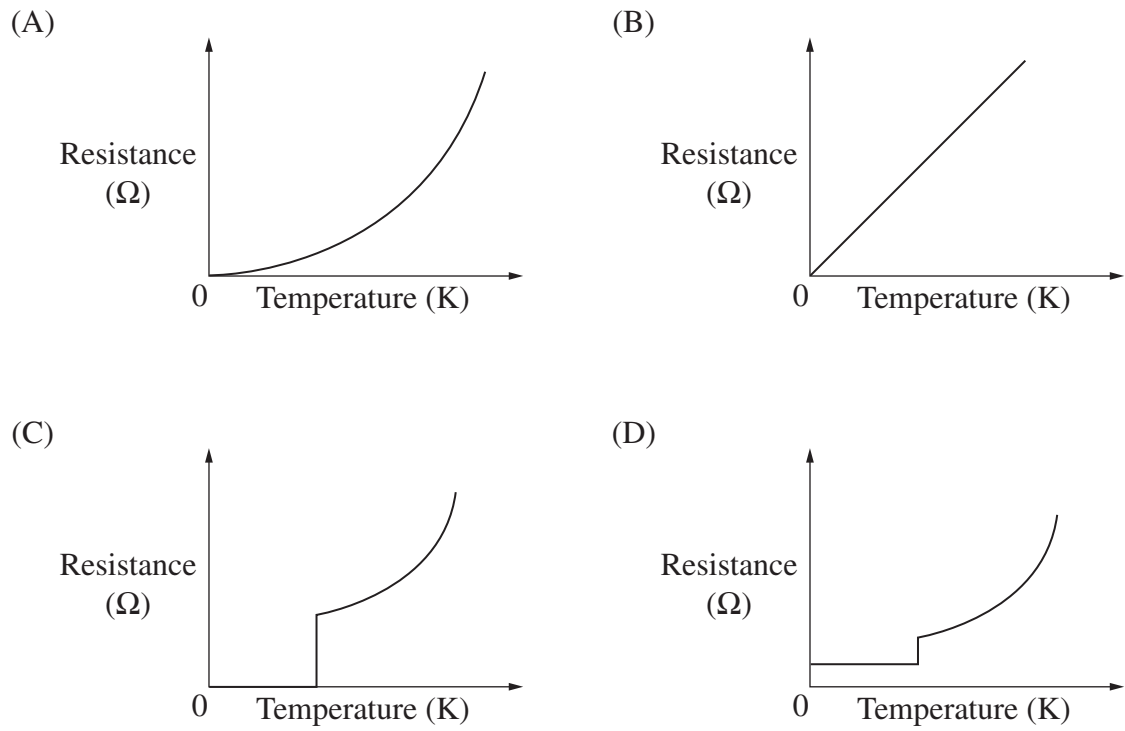 (A)
Resistance
(Ω)
0
Temperature (K)
(B)
Resistance
(Ω)
0
Temperature (K)
(C)
Resistance
(Ω)
0
Temperature (K)
(D)
Resistance
(Ω)
0
Temperature (K)